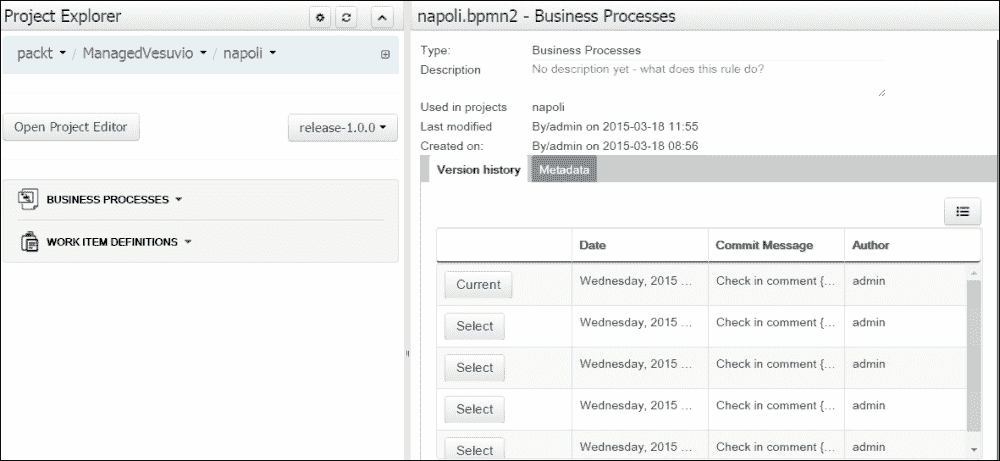 Project Explorer
packt / ManagedVesuvio / napoli
Open Project Editor
release-1.0.0
BUSINESS PROCESSES
WORK ITEM DEFINITIONS
napoli.bpmn2 - Business Processes
Type: Business Processes
Description No description yet - what does this rule do?
Used in projects napoli
Last modified By/admin on 2015-03-18 11:55
Created on: By/admin on 2015-03-18 08:56
Version history Metadata
Date Commit Message Author
Current Wednesday, 2015 ... Check in comment {... admin
Select Wednesday, 2015 ... Check in comment {... admin
Select Wednesday, 2015 ... Check in comment {... admin
Select Wednesday, 2015 ... Check in comment {... admin
Select Wednesday, 2015 ... Check in comment {... admin